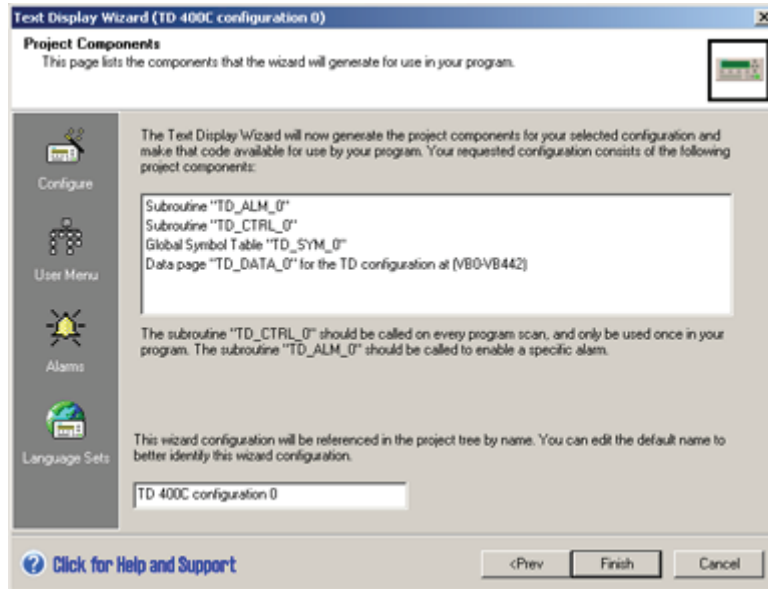 Text Display Wizard (TD 400C configuration 0)
Project Components
This page lists the components that the wizard will generate for use in your program.
Configure
User Menu
Alarms
Language Sets
The Text Display Wizard will now generate the project components for your selected configuration and
make that code available for use by your program. Your requested configuration consists of the following
project components:
Subroutine "TD_ALM_0"
Subroutine "TD_CTRL_0"
Global Symbol Table "TD_SYM_0"
Data page "TD_DATA_0" for the TD configuration at (VB0-VB442)
The subroutine "TD_CTRL_0" should be called on every program scan, and only be used once in your
program. The subroutine "TD_ALM_0" should be called to enable a specific alarm.
This wizard configuration will be referenced in the project tree by name. You can edit the default name to
better identify this wizard configuration.
TD 400C configuration 0
Click for Help and Support
<Prev
Finish
Cancel